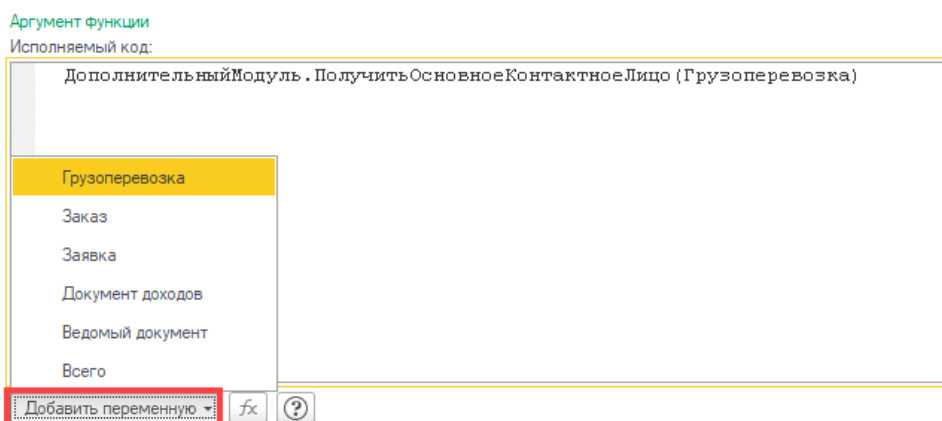 Аргумент функции
Исполняемый код:
ДополнительныйМодуль.ПолучитьОсновноеКонтактноеЛицо(Грузоперевозка)
Грузоперевозка
Заказ
Заявка
Документ доходов
Ведомый документ
Всего
Добавить переменную fx ?